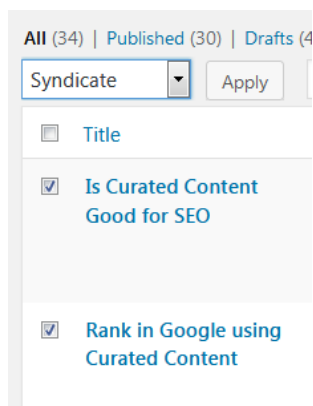 All (34) | Published (30) | Drafts (4
Syndicate Apply
Title
Is Curated Content
Good for SEO
Rank in Google using
Curated Content